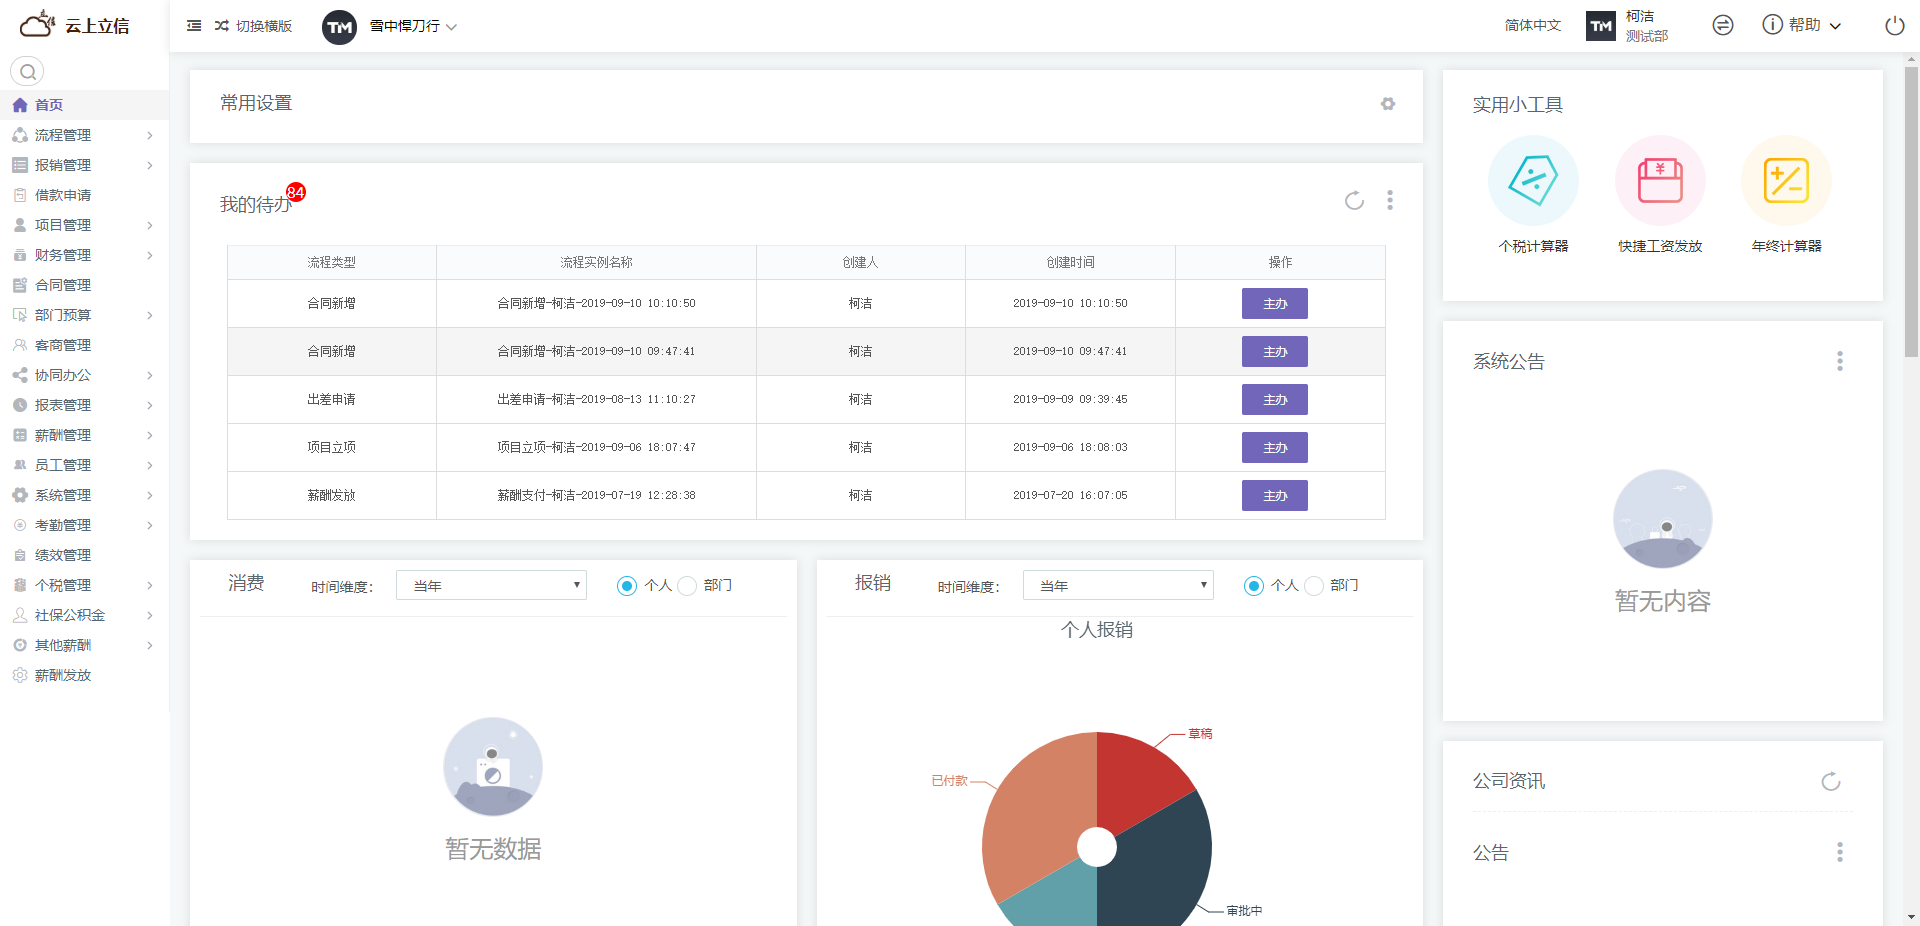 云上立信
切换横版
TM
雪中悍刀行
简体中文
TM
柯洁
测试部
帮助
首页
流程管理
报销管理
借款申请
项目管理
财务管理
合同管理
部门预算
客商管理
协同办公
报表管理
薪酬管理
员工管理
系统管理
考勤管理
绩效管理
个税管理
社保公积金
其他薪酬
薪酬发放
常用设置
我的待办
84
流程类型 流程实例名称 创建人 创建时间 操作
合同新增 合同新增-柯洁-2019-09-10 10:10:50 柯洁 2019-09-10 10:10:50 主办
合同新增 合同新增-柯洁-2019-09-10 09:47:41 柯洁 2019-09-10 09:47:41 主办
出差申请 出差申请-柯洁-2019-08-13 11:10:27 柯洁 2019-09-09 09:39:45 主办
项目立项 项目立项-柯洁-2019-09-06 18:07:47 柯洁 2019-09-06 18:08:03 主办
薪酬发放 薪酬支付-柯洁-2019-07-19 12:28:38 柯洁 2019-07-20 16:07:05 主办
消费 时间维度: 当年 个人 部门
暂无数据
报销 时间维度: 当年 个人 部门
个人报销
草稿
已付款
审批中
实用小工具
个税计算器 快捷工资发放 年终计算器
系统公告
暂无内容
公司资讯
公告